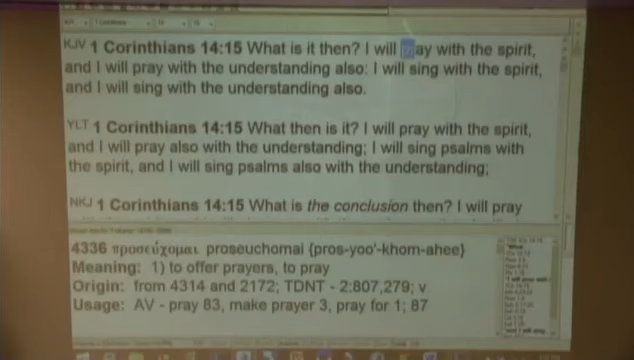 KJV 1 Corinthians 14:15 What is it then? I will pray with the spirit,
and I will pray with the understanding also: I will sing with the spirit,
and I will sing with the understanding also.
YLT 1 Corinthians 14:15 What then is it? I will pray with the spirit,
and I will pray also with the understanding; I will sing psalms with
the spirit, and I will sing psalms also with the understanding;
NKJ 1 Corinthians 14:15 What is the conclusion then? I will pray
4336 προσεύχομαι proseuchomai {pros-yoo'-khom-ahee}
Meaning: 1) to offer prayers, to pray
Origin: from 4314 and 2172; TDNT - 2:807,279; v
Usage: AV - pray 83, make prayer 3, pray for 1; 87